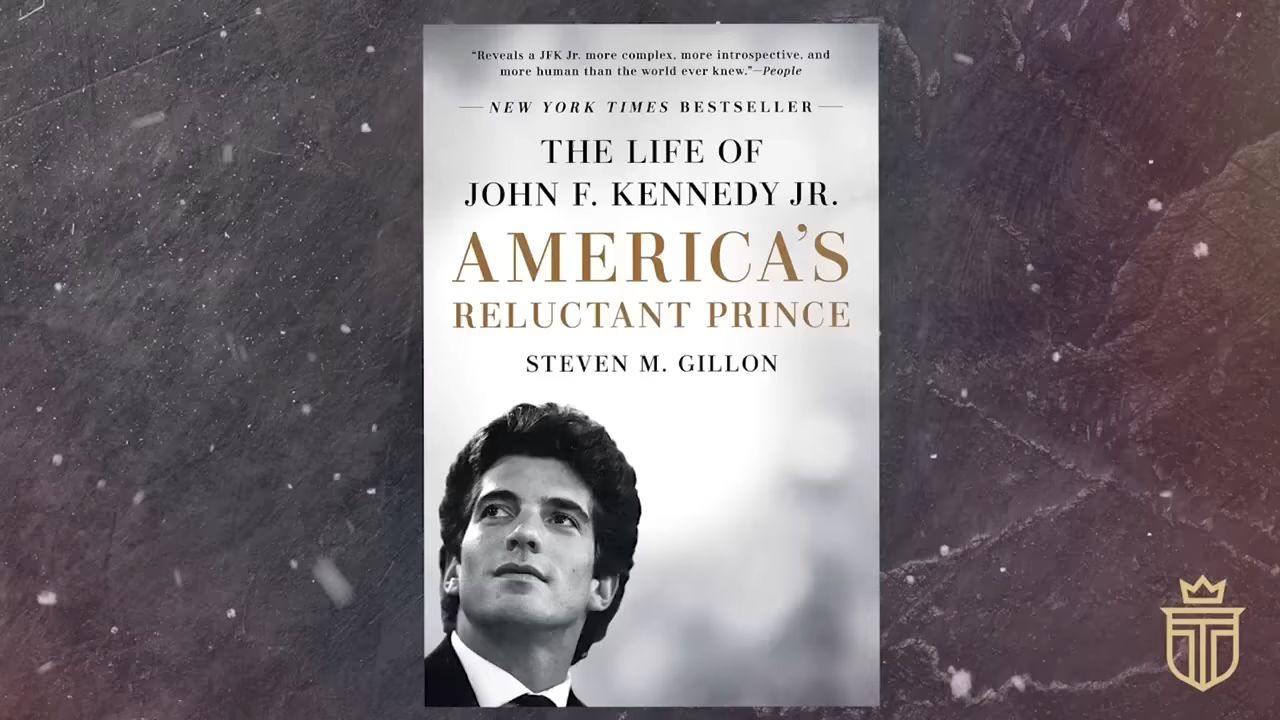 “Reveals a JFK Jr. more complex, more introspective, and
more human than the world ever knew.”—People
NEW YORK TIMES BESTSELLER
THE LIFE OF
JOHN F. KENNEDY JR.
AMERICA’S
RELUCTANT PRINCE
STEVEN M. GILLON